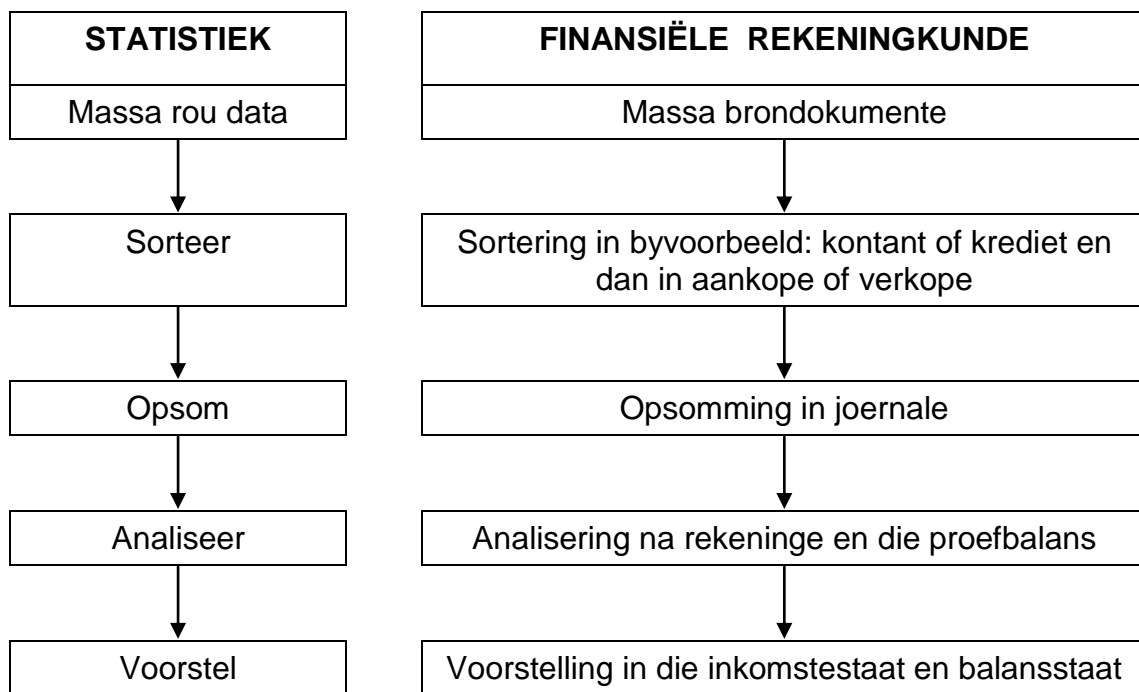 STATISTIEK
Massa rou data
Sorteer
Opsom
Analiseer
Voorstel
FINANSIËLE REKENINGKUNDE
Massa brondokumente
Sortering in byvoorbeeld: kontant of krediet en
dan in aankope of verkope
Opsomming in joernale
Analisering na rekeninge en die proefbalans
Voorstelling in die inkomstestaat en balansstaat